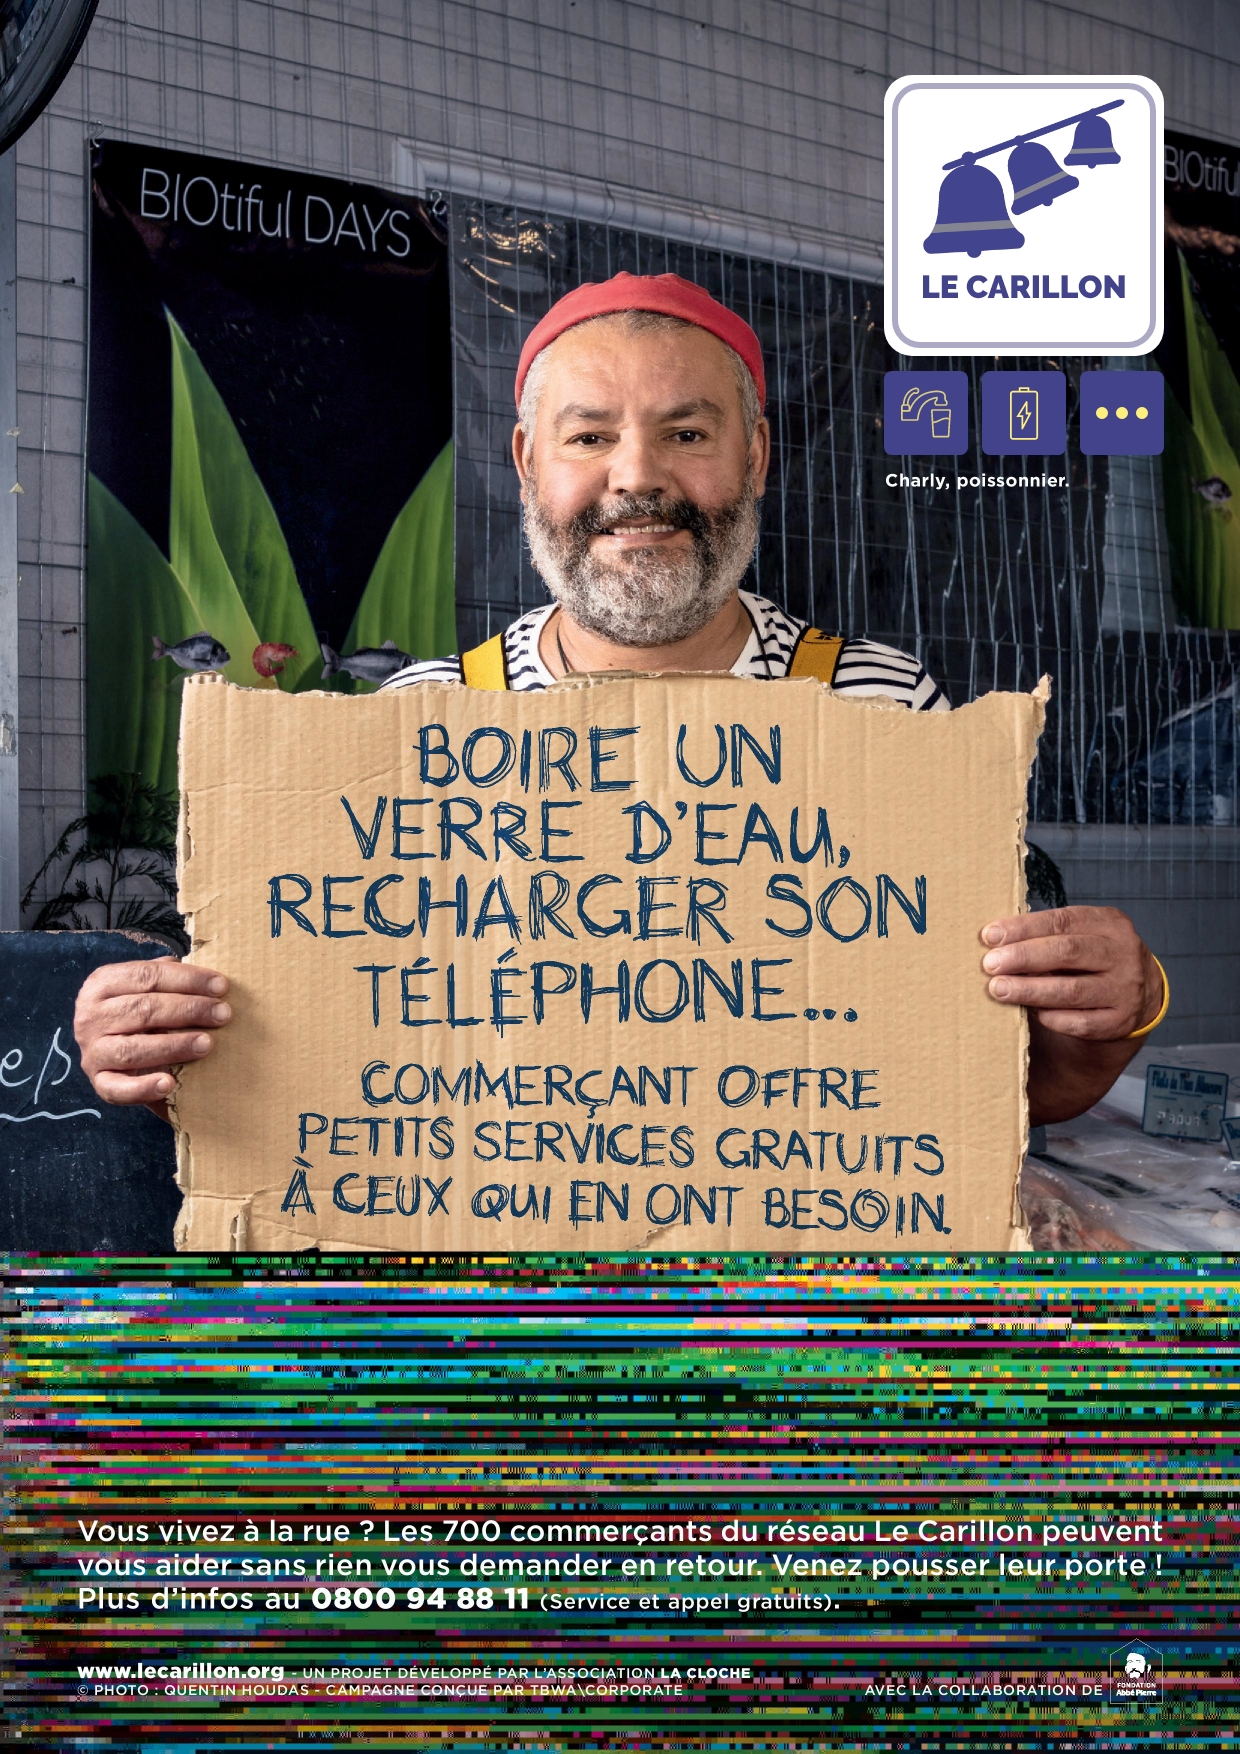 BIOtiful DAYS
BIOtiful
LE CARILLON
Charly, poissonnier.
BOIRE UN
VERRE D'EAU,
RECHARGER SON
TÉLÉPHONE...
COMMERÇANT OFFRE
PETITS SERVICES GRATUITS
À CEUX QUI EN ONT BESOIN.
Vous vivez à la rue ? Les 700 commerçants du réseau Le Carillon peuvent
vous aider sans rien vous demander en retour. Venez pousser leur porte !
Plus d'infos au 0800 94 88 11 (Service et appel gratuits).
www.lecarillon.org - UN PROJET DÉVELOPPÉ PAR L'ASSOCIATION LA CLOCHE
© PHOTO : QUENTIN HOUDAS - CAMPAGNE CONÇUE PAR TBWA\CORPORATE
AVEC LA COLLABORATION DE
FONDATION
Abbé Pierre